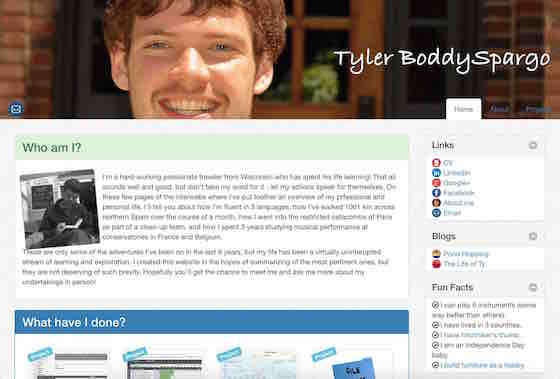 Tyler BoddySpargo
Home
About
Who am I?
I'm a hard-working passionate traveler from Wisconsin who has spent his life learning! That all
sounds well and good, but don't take my word for it - let my actions speak for themselves. On
these few pages of the interwebs where I've put together an overview of my professional and
personal life, I'll tell you about how I'm fluent in 5 languages, how I've walked 1001 km across
northern Spain over the course of a month, how I went into the restricted catacombs of Paris
as part of a clean-up team, and how I spent 3 years studying musical performance at
conservatories in France and Belgium.
These are only some of the adventures I've been on in the last 6 years, but my life has been a virtually uninterrupted
stream of learning and exploration. I created this website in the hopes of summarizing of the most pertinent ones, but
they are not deserving of such brevity. Hopefully you'll get the chance to meet me and ask me more about my
undertakings in person!
What have I done?
Project
Project
Project
Project
Links
CV
LinkedIn
Google+
Facebook
About.me
Email
Blogs
Pond Hopping
The Life of Ty
Fun Facts
I can play 6 instruments (some
way better than others).
I have lived in 3 countries.
I have hitchhiker's thumb.
I am an Independence Day
baby.
I build furniture as a hobby.